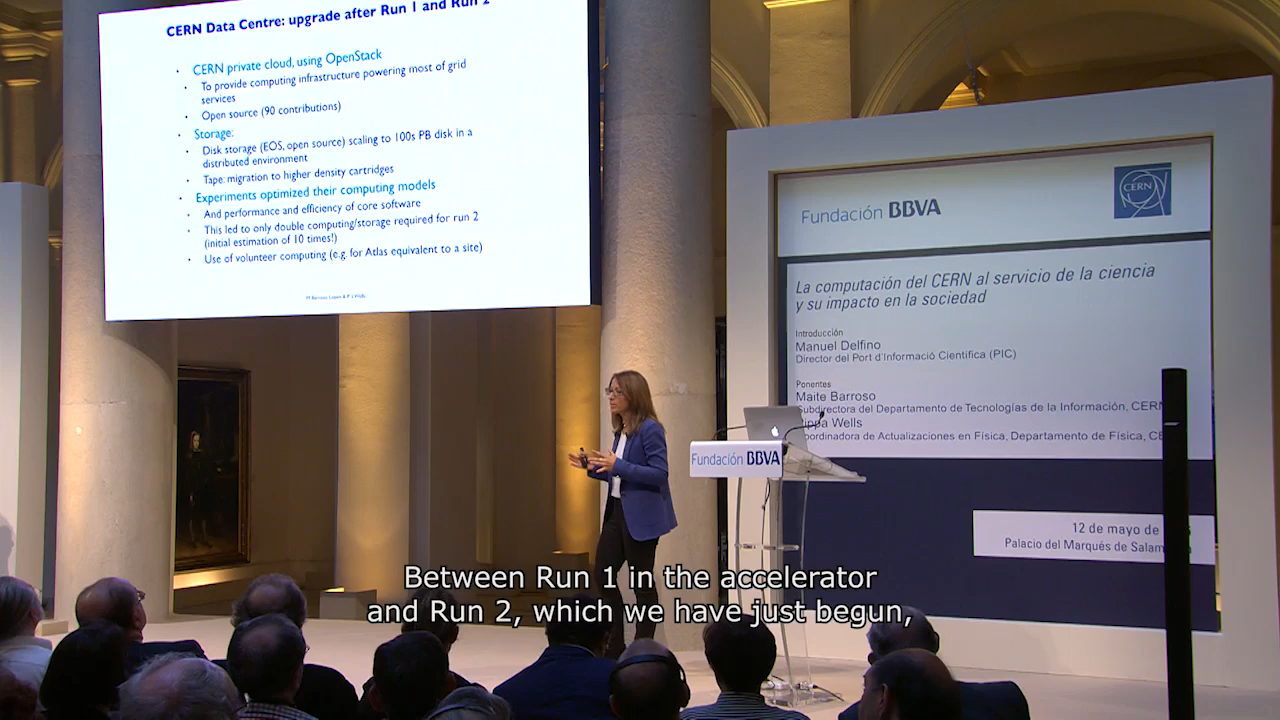 CERN Data Centre: upgrade after Run 1 and Run 2
• CERN private cloud, using OpenStack
• To provide computing infrastructure powering most of grid
services
• Open source (90 contributions)
• Storage:
• Disk storage (EOS, open source) scaling to 100s PB disk in a
distributed environment
• Tape: migration to higher density cartridges
• Experiments optimized their computing models
• And performance and efficiency of core software
• This led to only double computing/storage required for run 2
(initial estimation of 10 times!)
• Use of volunteer computing (e.g. for Atlas equivalent to a site)
Fundación BBVA
CERN
La computación del CERN al servicio de la ciencia
y su impacto en la sociedad
Introducción
Manuel Delfino
Director del Port d'Informació Científica (PIC)
Ponentes
Maite Barroso
Subdirectora del Departamento de Tecnologías de la Información, CERN
Wells
Actualizaciones en Física, Departamento de Física,
12 de mayo de
Palacio del Marqués de
Fundación BBVA
Between Run 1 in the accelerator
and Run 2, which we have just begun,